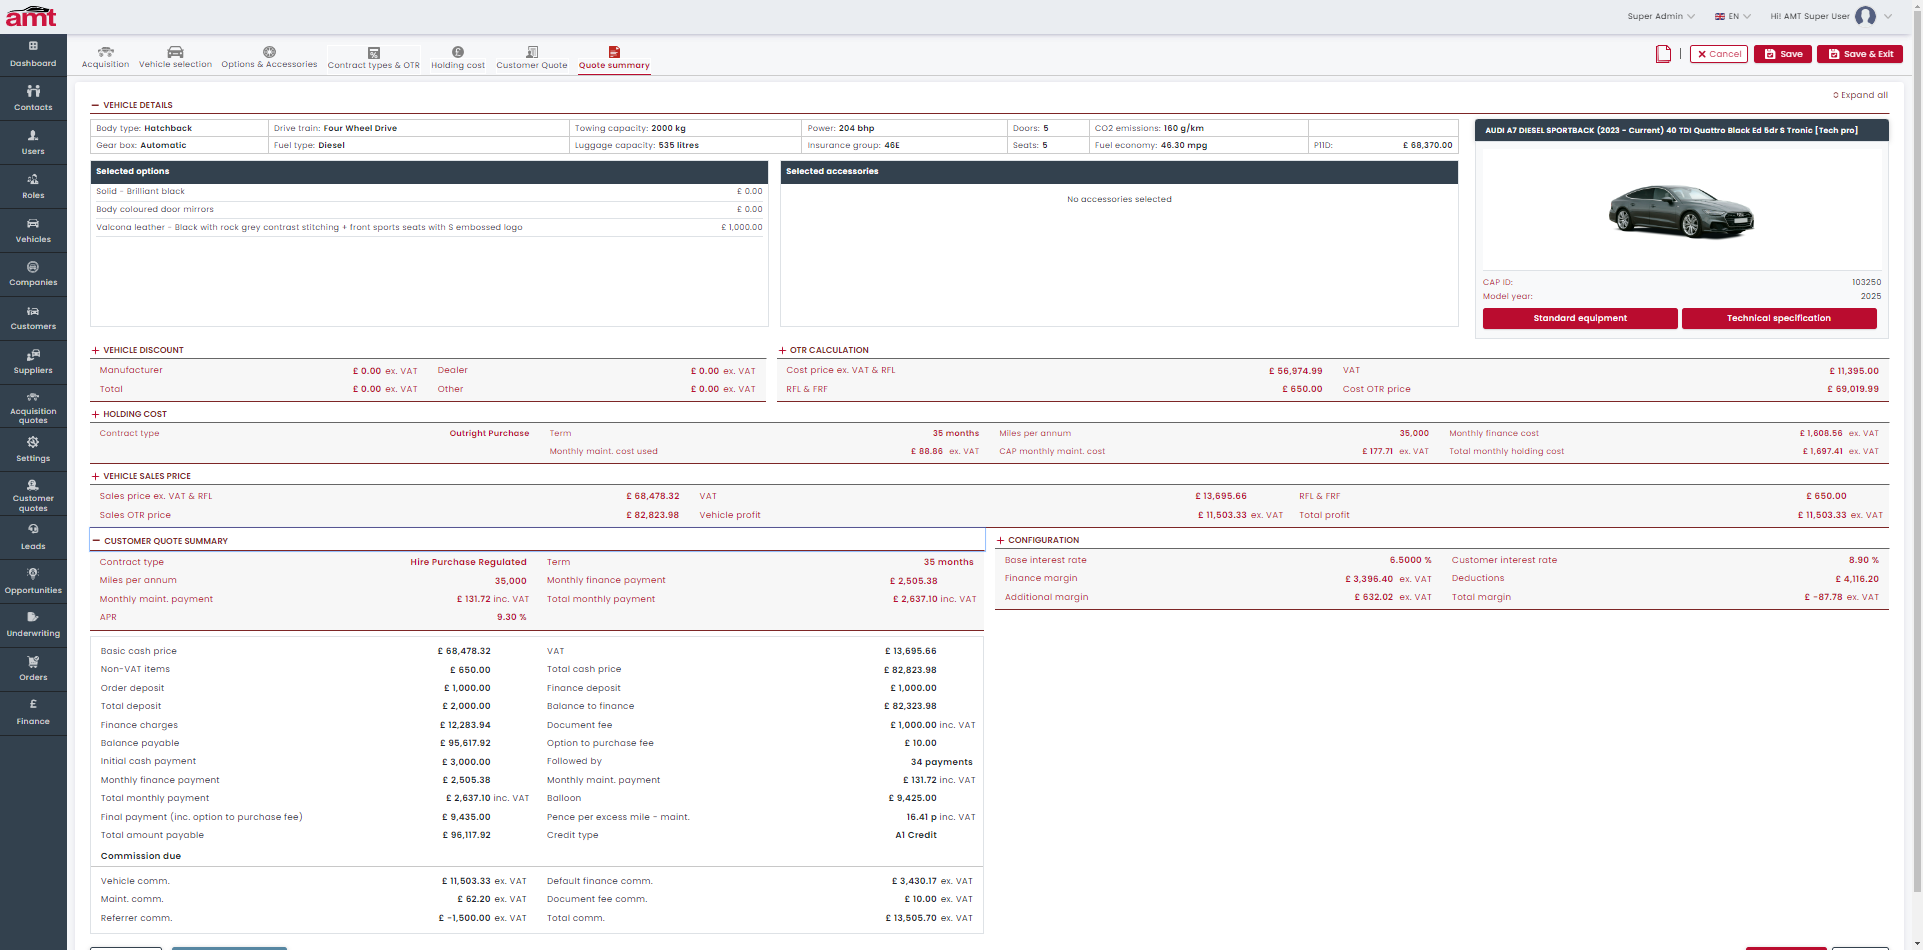 amt
Super Admin EN Hi! AMT Super User
Dashboard
Contacts
Users
Roles
Vehicles
Companies
Customers
Suppliers
Acquisition quotes
Settings
Customer quotes
Leads
Opportunities
Underwriting
Orders
Finance
Acquisition Vehicle selection Options & Accessories Contract types & OTR Holding cost Customer Quote Quote summary
Cancel Save Save & Exit
Expand all
VEHICLE DETAILS
Body type: Hatchback Drive train: Four Wheel Drive Towing capacity: 2000 kg Power: 204 bhp Doors: 5 CO2 emissions: 160 g/km
Gear box: Automatic Fuel type: Diesel Luggage capacity: 535 litres Insurance group: 46E Seats: 5 Fuel economy: 46.30 mpg P11D: £ 68,370.00
Selected options
Solid - Brilliant black £ 0.00
Body coloured door mirrors £ 0.00
Valcona leather - Black with rock grey contrast stitching + front sports seats with S embossed logo £ 1,000.00
Selected accessories
No accessories selected
AUDI A7 DIESEL SPORTBACK (2023 - Current) 40 TDI Quattro Black Ed 5dr S Tronic [Tech pro]
CAP ID: 103250
Model year: 2025
Standard equipment Technical specification
VEHICLE DISCOUNT
Manufacturer £ 0.00 ex. VAT Dealer £ 0.00 ex. VAT
Total £ 0.00 ex. VAT Other £ 0.00 ex. VAT
OTR CALCULATION
Cost price ex. VAT & RFL £ 56,974.99 VAT £ 11,395.00
RFL & FRF £ 650.00 Cost OTR price £ 69,019.99
HOLDING COST
Contract type Outright Purchase Term 35 months Miles per annum 35,000 Monthly finance cost £ 1,608.56 ex. VAT
Monthly maint. cost used £ 88.86 ex. VAT CAP monthly maint. cost £ 177.71 ex. VAT Total monthly holding cost £ 1,697.41 ex. VAT
VEHICLE SALES PRICE
Sales price ex. VAT & RFL £ 68,478.32 VAT £ 13,695.66 RFL & FRF £ 650.00
Sales OTR price £ 82,823.98 Vehicle profit £ 11,503.33 ex. VAT Total profit £ 11,503.33 ex. VAT
CUSTOMER QUOTE SUMMARY
Contract type Hire Purchase Regulated Term 35 months
Miles per annum 35,000 Monthly finance payment £ 2,505.38
Monthly maint. payment £ 131.72 inc. VAT Total monthly payment £ 2,637.10 inc. VAT
APR 9.30 %
CONFIGURATION
Base interest rate 6.5000 % Customer interest rate 8.90 %
Finance margin £ 3,396.40 ex. VAT Deductions £ 4,116.20
Additional margin £ 632.02 ex. VAT Total margin £ -87.78 ex. VAT
Basic cash price £ 68,478.32 VAT £ 13,695.66
Non-VAT items £ 650.00 Total cash price £ 82,823.98
Order deposit £ 1,000.00 Finance deposit £ 1,000.00
Total deposit £ 2,000.00 Balance to finance £ 82,323.98
Finance charges £ 12,283.94 Document fee £ 1,000.00 inc. VAT
Balance payable £ 95,617.92 Option to purchase fee £ 10.00
Initial cash payment £ 3,000.00 Followed by 34 payments
Monthly finance payment £ 2,505.38 Monthly maint. payment £ 131.72 inc. VAT
Total monthly payment £ 2,637.10 inc. VAT Balloon £ 9,425.00
Final payment (inc. option to purchase fee) £ 9,435.00 Pence per excess mile - maint. 16.41 p inc. VAT
Total amount payable £ 96,117.92 Credit type A1 Credit
Commission due
Vehicle comm. £ 11,503.33 ex. VAT Default finance comm. £ 3,430.17 ex. VAT
Maint. comm. £ 62.20 ex. VAT Document fee comm. £ 10.00 ex. VAT
Referrer comm. £ -1,500.00 ex. VAT Total comm. £ 13,505.70 ex. VAT